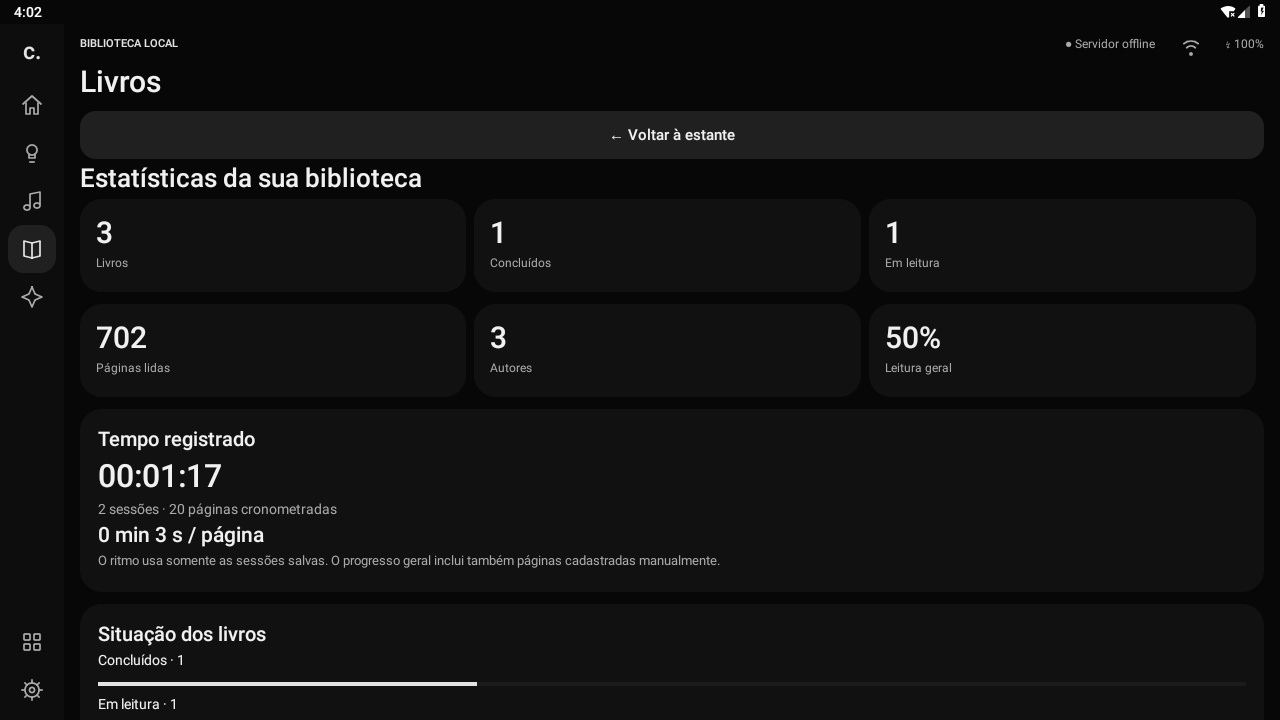 4:02
c.
BIBLIOTECA LOCAL
● Servidor offline
100%
Livros
← Voltar à estante
Estatísticas da sua biblioteca
3
Livros
1
Concluídos
1
Em leitura
702
Páginas lidas
3
Autores
50%
Leitura geral
Tempo registrado
00:01:17
2 sessões · 20 páginas cronometradas
0 min 3 s / página
O ritmo usa somente as sessões salvas. O progresso geral inclui também páginas cadastradas manualmente.
Situação dos livros
Concluídos · 1
Em leitura · 1